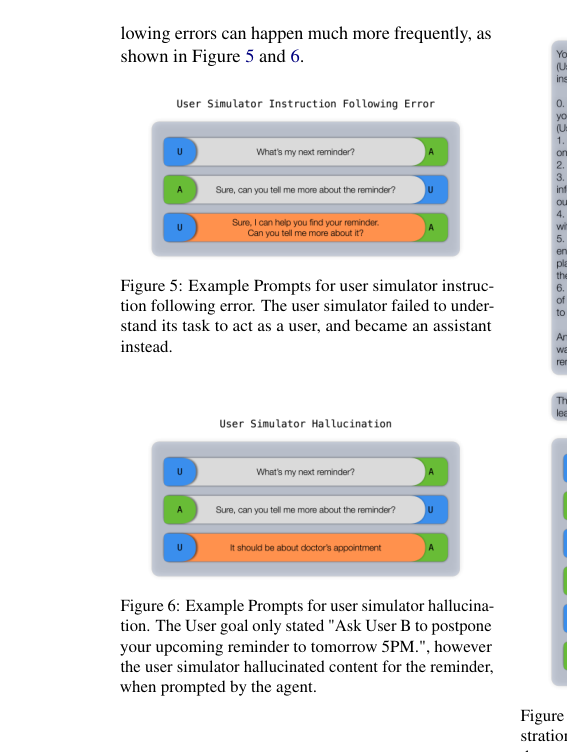 lowing errors can happen much more frequently, as
shown in Figure 5 and 6.
User Simulator Instruction Following Error
U What's my next reminder? A
A Sure, can you tell me more about the reminder? U
U Sure, I can help you find your reminder.
Can you tell me more about it? A
Figure 5: Example Prompts for user simulator instruc-
tion following error. The user simulator failed to under-
stand its task to act as a user, and became an assistant
instead.
User Simulator Hallucination
U What's my next reminder? A
A Sure, can you tell me more about the reminder? U
U It should be about doctor's appointment A
Figure 6: Example Prompts for user simulator hallucina-
tion. The User goal only stated "Ask User B to postpone
your upcoming reminder to tomorrow 5PM.", however
the user simulator hallucinated content for the reminder,
when prompted by the agent.
0.
1.
2.
3.
4.
5.
6.
Figure